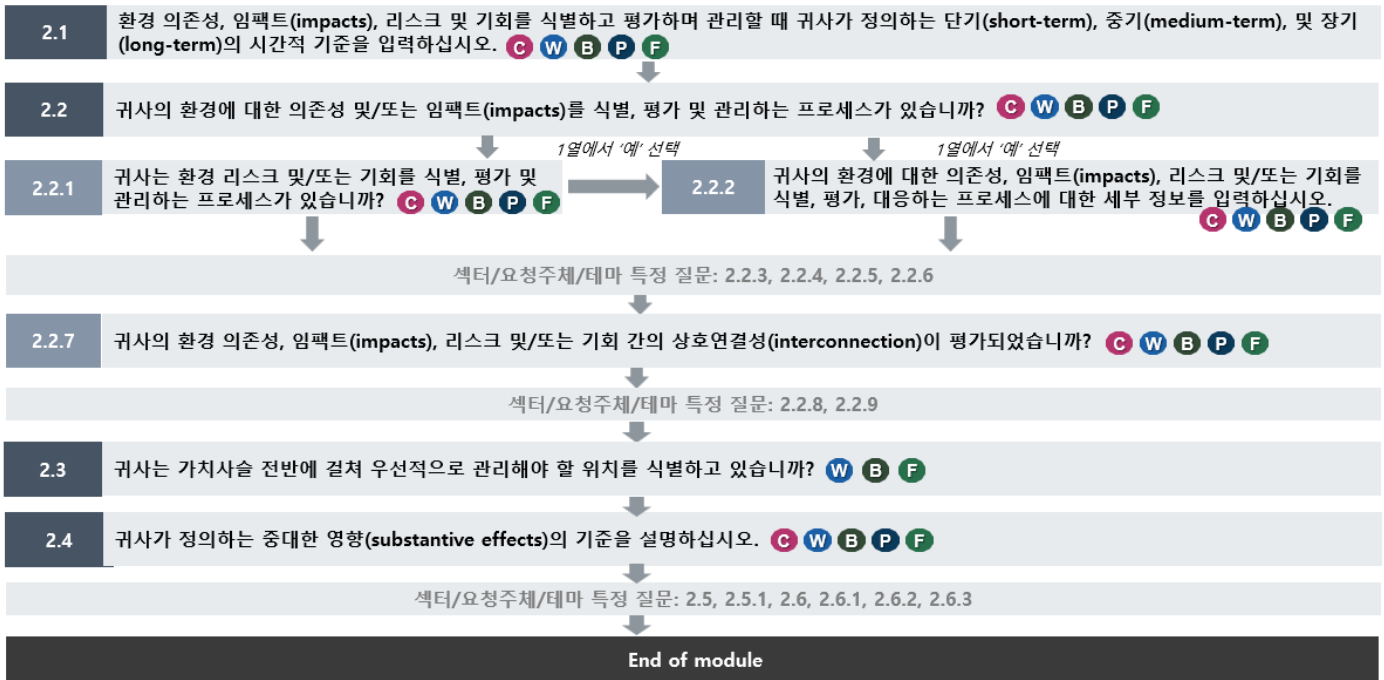 2.1
환경 의존성, 임팩트(impacts), 리스크 및 기회를 식별하고 평가하며 관리할 때 귀사가 정의하는 단기(short-term), 중기(medium-term), 및 장기
(long-term)의 시간적 기준을 입력하십시오. C W B P F
2.2
귀사의 환경에 대한 의존성 및/또는 임팩트(impacts)를 식별, 평가 및 관리하는 프로세스가 있습니까? C W B P F
1열에서 ‘예’ 선택
1열에서 ‘예’ 선택
2.2.1
귀사는 환경 리스크 및/또는 기회를 식별, 평가 및
관리하는 프로세스가 있습니까? C W B P F
2.2.2
귀사의 환경에 대한 의존성, 임팩트(impacts), 리스크 및/또는 기회를
식별, 평가, 대응하는 프로세스에 대한 세부 정보를 입력하십시오.
C W B P F
섹터/요청주체/테마 특정 질문: 2.2.3, 2.2.4, 2.2.5, 2.2.6
2.2.7
귀사의 환경 의존성, 임팩트(impacts), 리스크 및/또는 기회 간의 상호연결성(interconnection)이 평가되었습니까? C W B P F
섹터/요청주체/테마 특정 질문: 2.2.8, 2.2.9
2.3
귀사는 가치사슬 전반에 걸쳐 우선적으로 관리해야 할 위치를 식별하고 있습니까? W B F
2.4
귀사가 정의하는 중대한 영향(substantive effects)의 기준을 설명하십시오. C W B P F
섹터/요청주체/테마 특정 질문: 2.5, 2.5.1, 2.6, 2.6.1, 2.6.2, 2.6.3
End of module